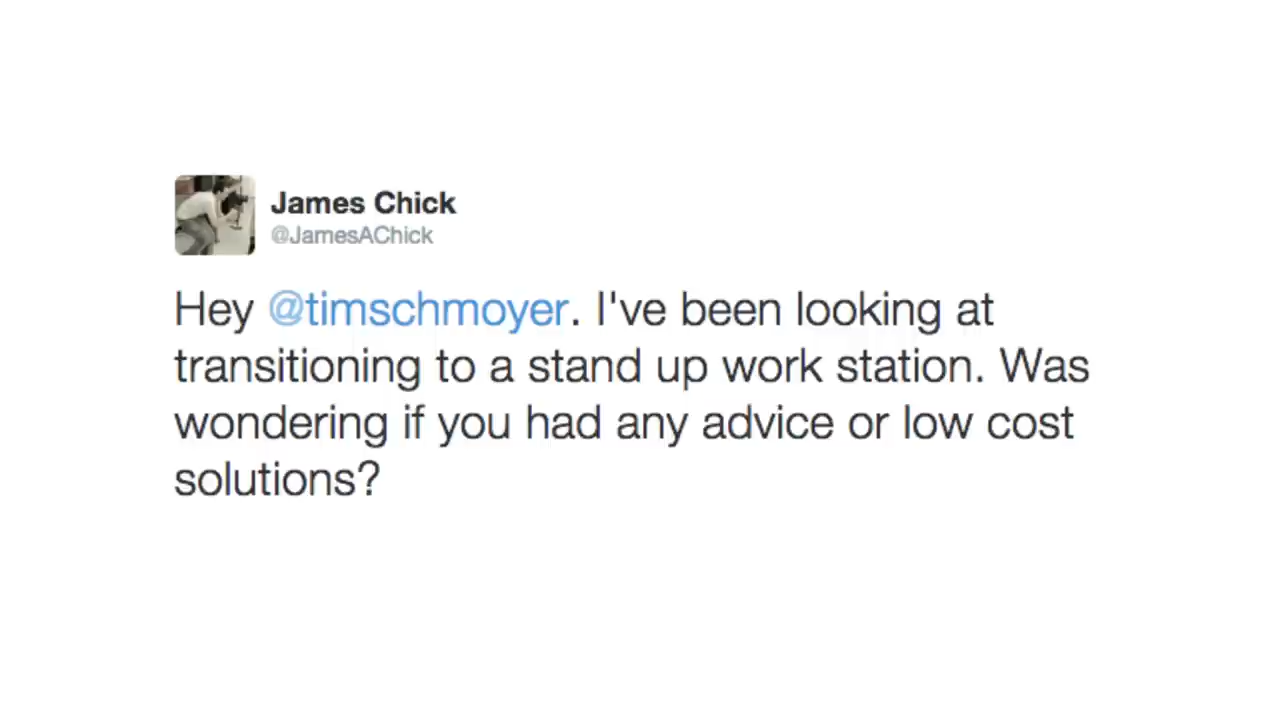 James Chick
@JamesAChick
Hey @timschmoyer. I've been looking at
transitioning to a stand up work station. Was
wondering if you had any advice or low cost
solutions?